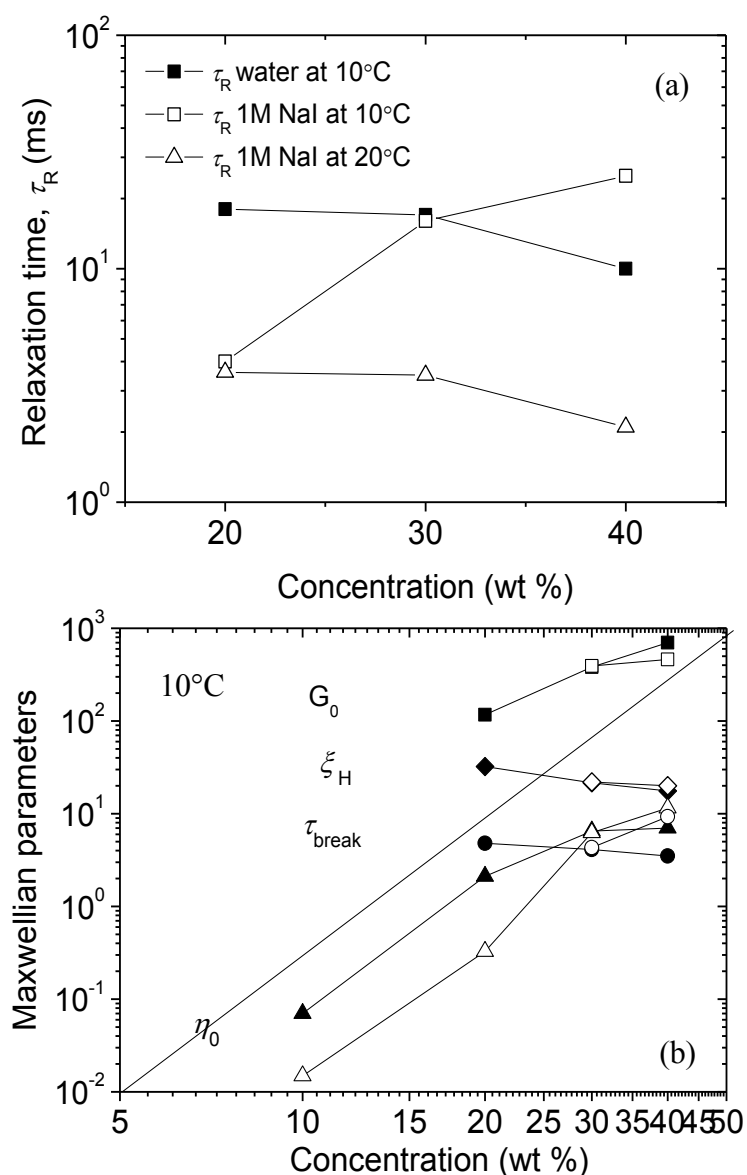 10²
τR water at 10°C
(a)
τR 1M NaI at 10°C
τR 1M NaI at 20°C
Relaxation time, τR (ms)
10¹
10⁰
20 30 40
Concentration (wt %)
10³
10°C
G0
10²
ξH
10¹
τbreak
Maxwellian parameters
10⁰
10⁻¹
η0
(b)
10⁻²
5 10 15 20 25 30 35 40 45 50
Concentration (wt %)